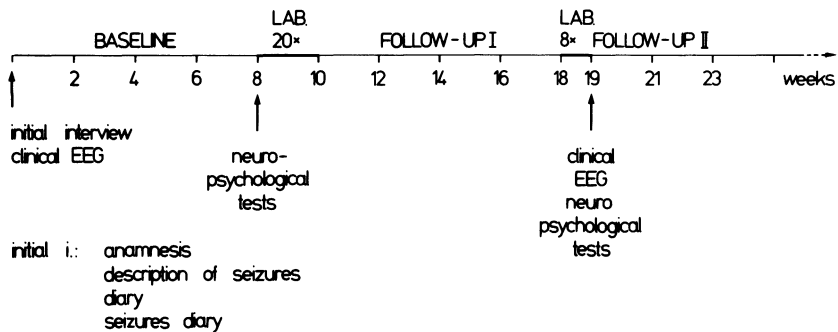 LAB. LAB.
BASELINE 20× FOLLOW-UP I 8× FOLLOW-UP II
2 4 6 8 10 12 14 16 18 19 21 23 weeks
initial interview
clinical EEG
neuro-
psychological
tests
clinical
EEG
neuro
psychological
tests
initial i.: anamnesis
description of seizures
diary
seizures diary